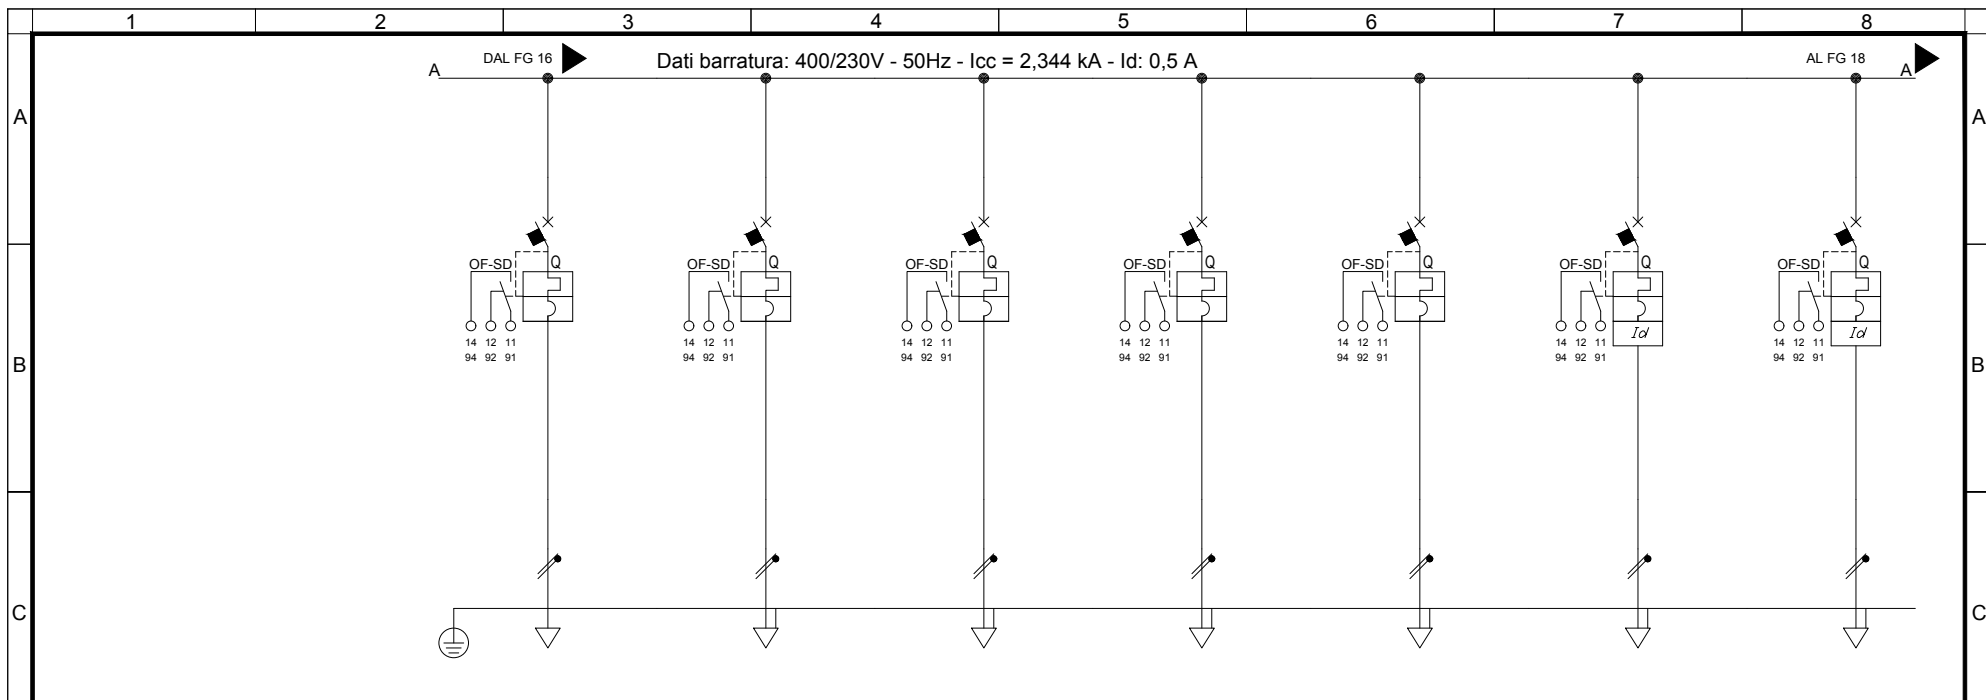 1 2 3 4 5 6 7 8
DAL FG 16 Dati barratura: 400/230V - 50Hz - Icc = 2,344 kA - Id: 0,5 A AL FG 18
A A
A A
OF-SD Q OF-SD Q OF-SD Q OF-SD Q OF-SD Q OF-SD Q OF-SD Q
14 12 11 14 12 11 14 12 11 14 12 11 14 12 11 14 12 11 Id 14 12 11 Id
94 92 91 94 92 91 94 92 91 94 92 91 94 92 91 94 92 91 94 92 91
B B
C C